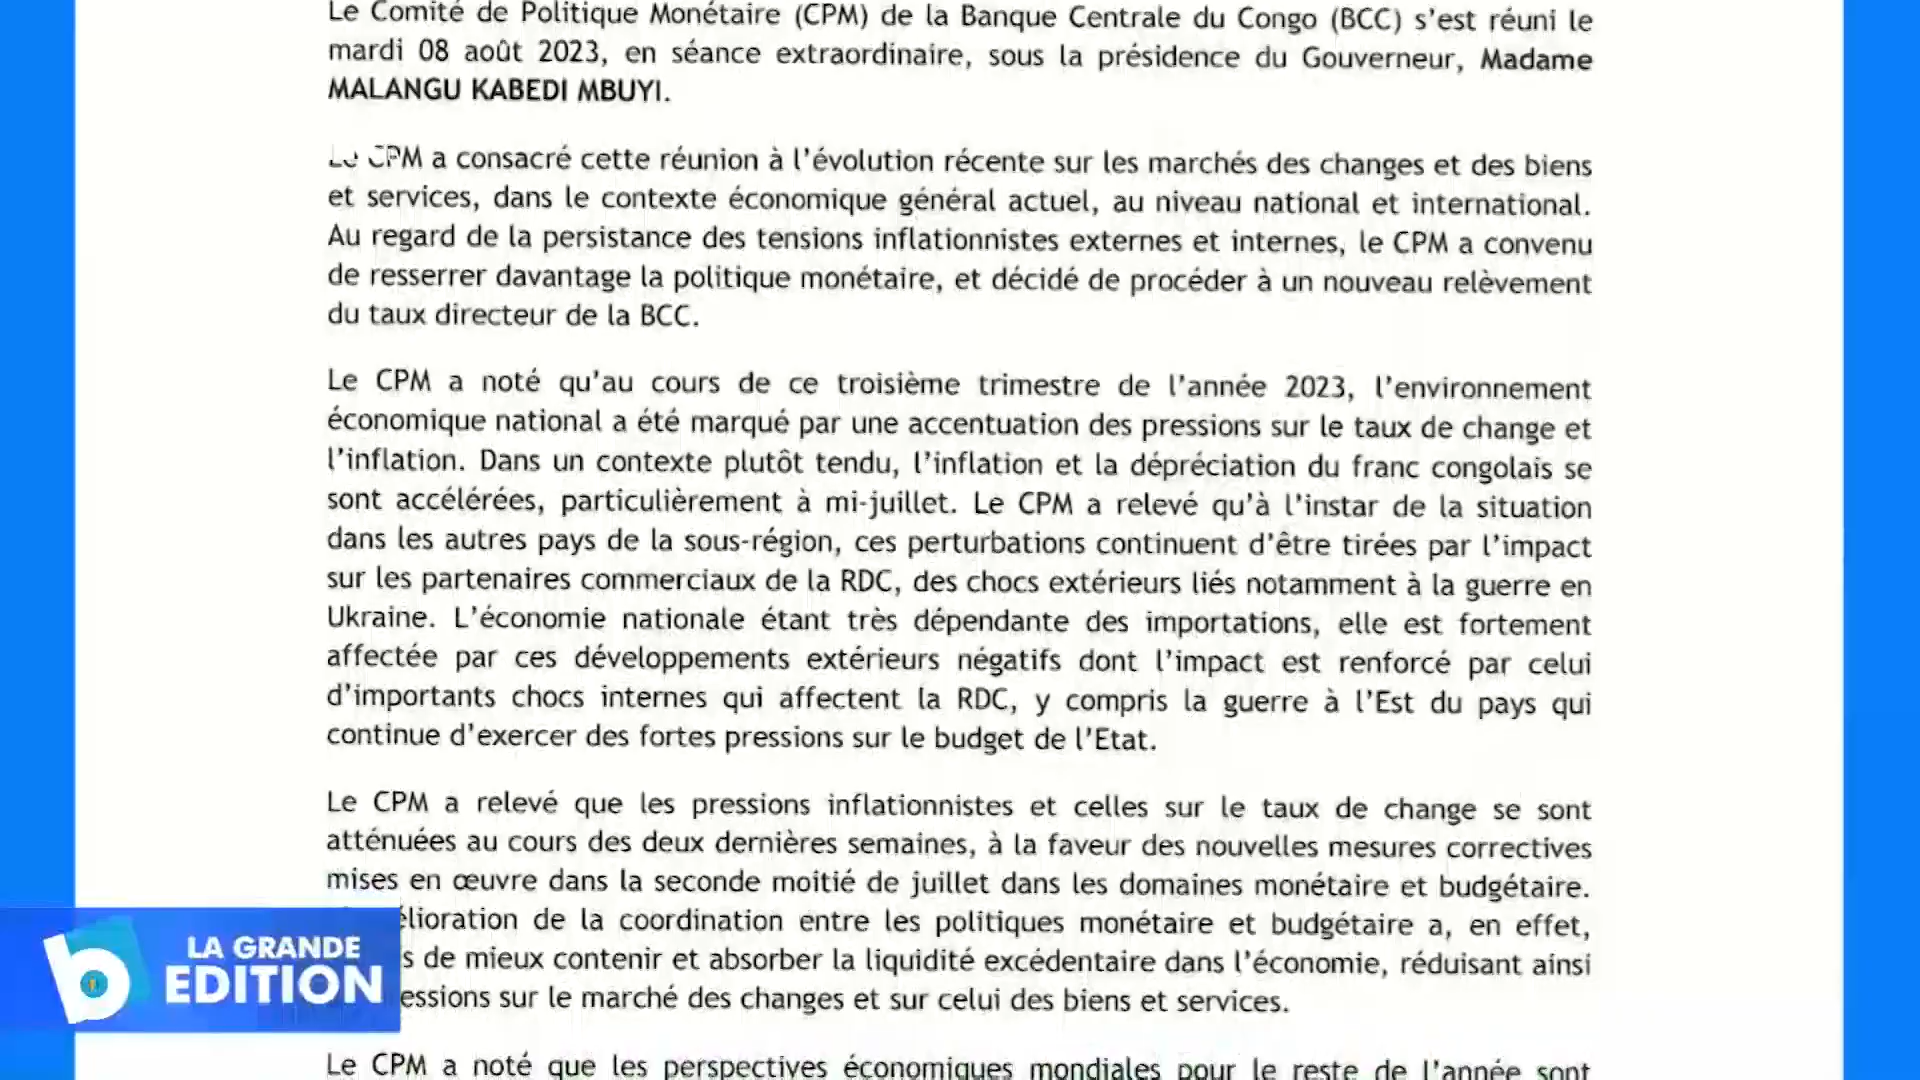 Le Comité de Politique Monétaire (CPM) de la Banque Centrale du Congo (BCC) s’est réuni le
mardi 08 août 2023, en séance extraordinaire, sous la présidence du Gouverneur, Madame
MALANGU KABEDI MBUYI.
Le CPM a consacré cette réunion à l’évolution récente sur les marchés des changes et des biens
et services, dans le contexte économique général actuel, au niveau national et international.
Au regard de la persistance des tensions inflationnistes externes et internes, le CPM a convenu
de resserrer davantage la politique monétaire, et décidé de procéder à un nouveau relèvement
du taux directeur de la BCC.
Le CPM a noté qu’au cours de ce troisième trimestre de l’année 2023, l’environnement
économique national a été marqué par une accentuation des pressions sur le taux de change et
l’inflation. Dans un contexte plutôt tendu, l’inflation et la dépréciation du franc congolais se
sont accélérées, particulièrement à mi-juillet. Le CPM a relevé qu’à l’instar de la situation
dans les autres pays de la sous-région, ces perturbations continuent d’être tirées par l’impact
sur les partenaires commerciaux de la RDC, des chocs extérieurs liés notamment à la guerre en
Ukraine. L’économie nationale étant très dépendante des importations, elle est fortement
affectée par ces développements extérieurs négatifs dont l’impact est renforcé par celui
d’importants chocs internes qui affectent la RDC, y compris la guerre à l’Est du pays qui
continue d’exercer des fortes pressions sur le budget de l’Etat.
Le CPM a relevé que les pressions inflationnistes et celles sur le taux de change se sont
atténuées au cours des deux dernières semaines, à la faveur des nouvelles mesures correctives
mises en œuvre dans la seconde moitié de juillet dans les domaines monétaire et budgétaire.
élioration de la coordination entre les politiques monétaire et budgétaire a, en effet,
s de mieux contenir et absorber la liquidité excédentaire dans l’économie, réduisant ainsi
essions sur le marché des changes et sur celui des biens et services.
Le CPM a noté que les perspectives économiques mondiales pour le reste de l’année sont
b LA GRANDE
EDITION